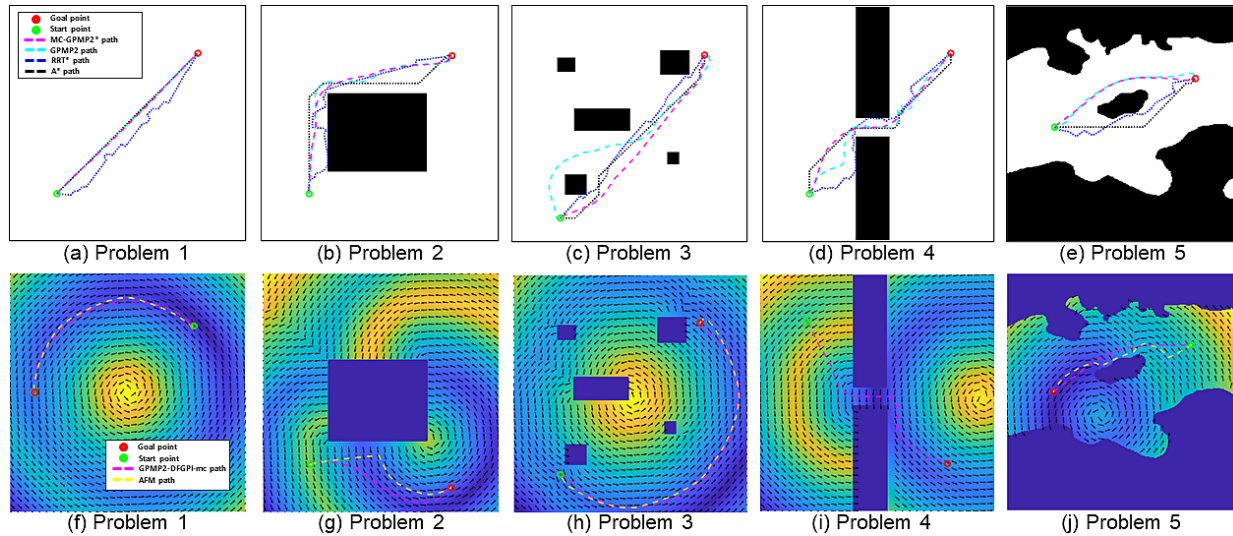 Goal point
Start point
MC-GPMP2* path
GPMP2 path
RRT* path
A* path
(a) Problem 1
(b) Problem 2
(c) Problem 3
(d) Problem 4
(e) Problem 5
Goal point
Start point
GPMP2-DFGPI-mc path
AFM path
(f) Problem 1
(g) Problem 2
(h) Problem 3
(i) Problem 4
(j) Problem 5